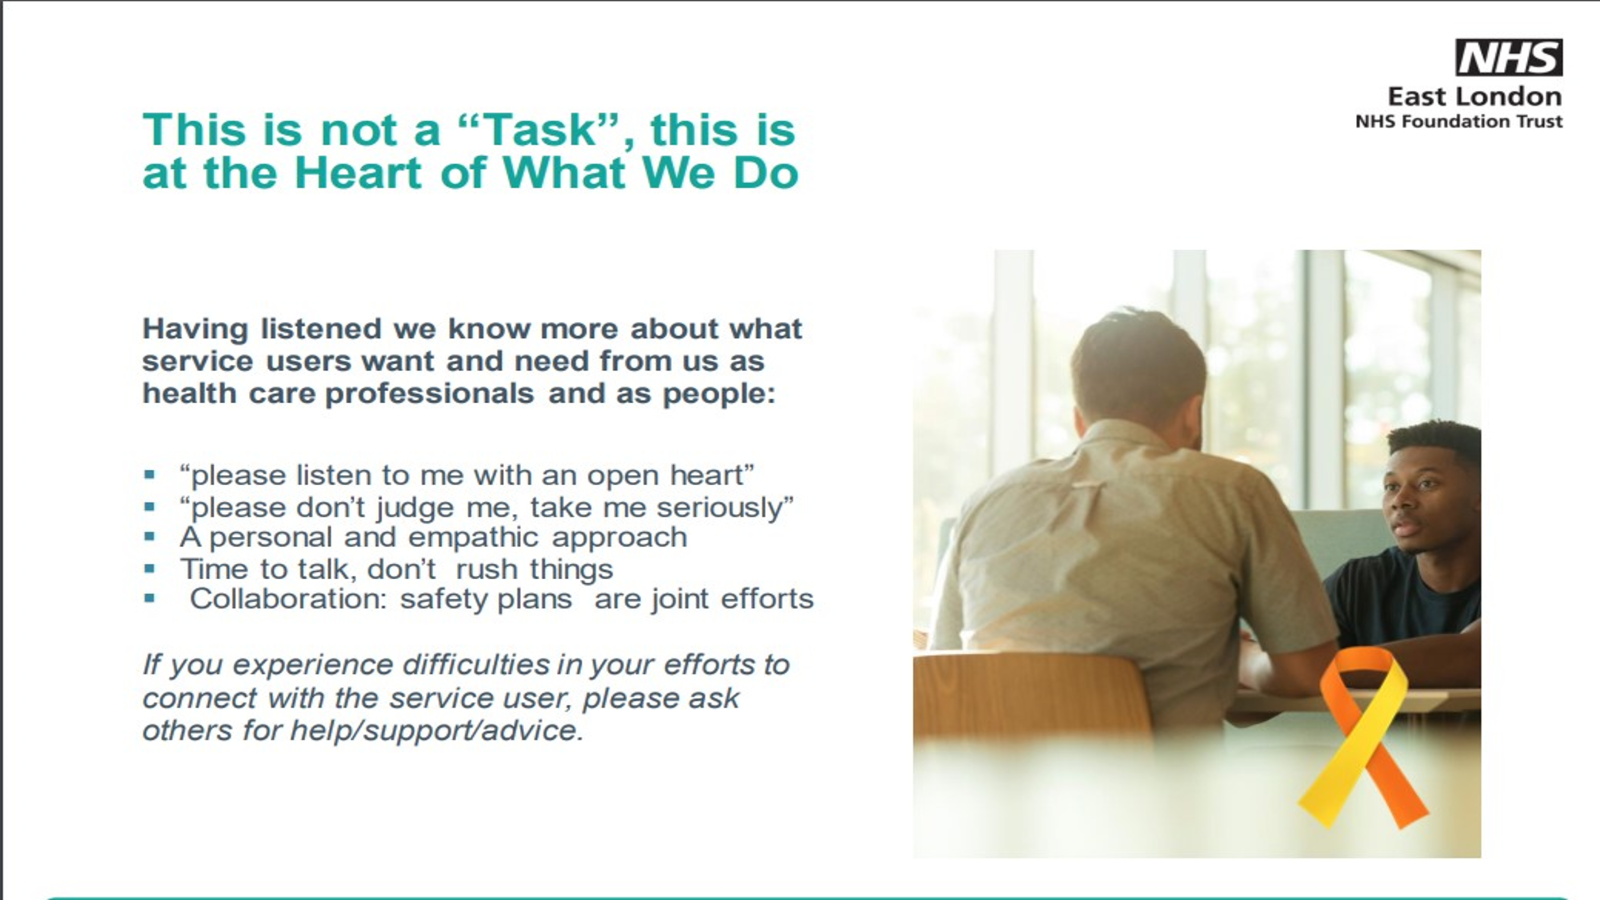 NHS
East London
NHS Foundation Trust
This is not a “Task”, this is
at the Heart of What We Do
Having listened we know more about what
service users want and need from us as
health care professionals and as people:
▪ “please listen to me with an open heart”
▪ “please don’t judge me, take me seriously”
▪ A personal and empathic approach
▪ Time to talk, don’t rush things
▪ Collaboration: safety plans are joint efforts
If you experience difficulties in your efforts to
connect with the service user, please ask
others for help/support/advice.